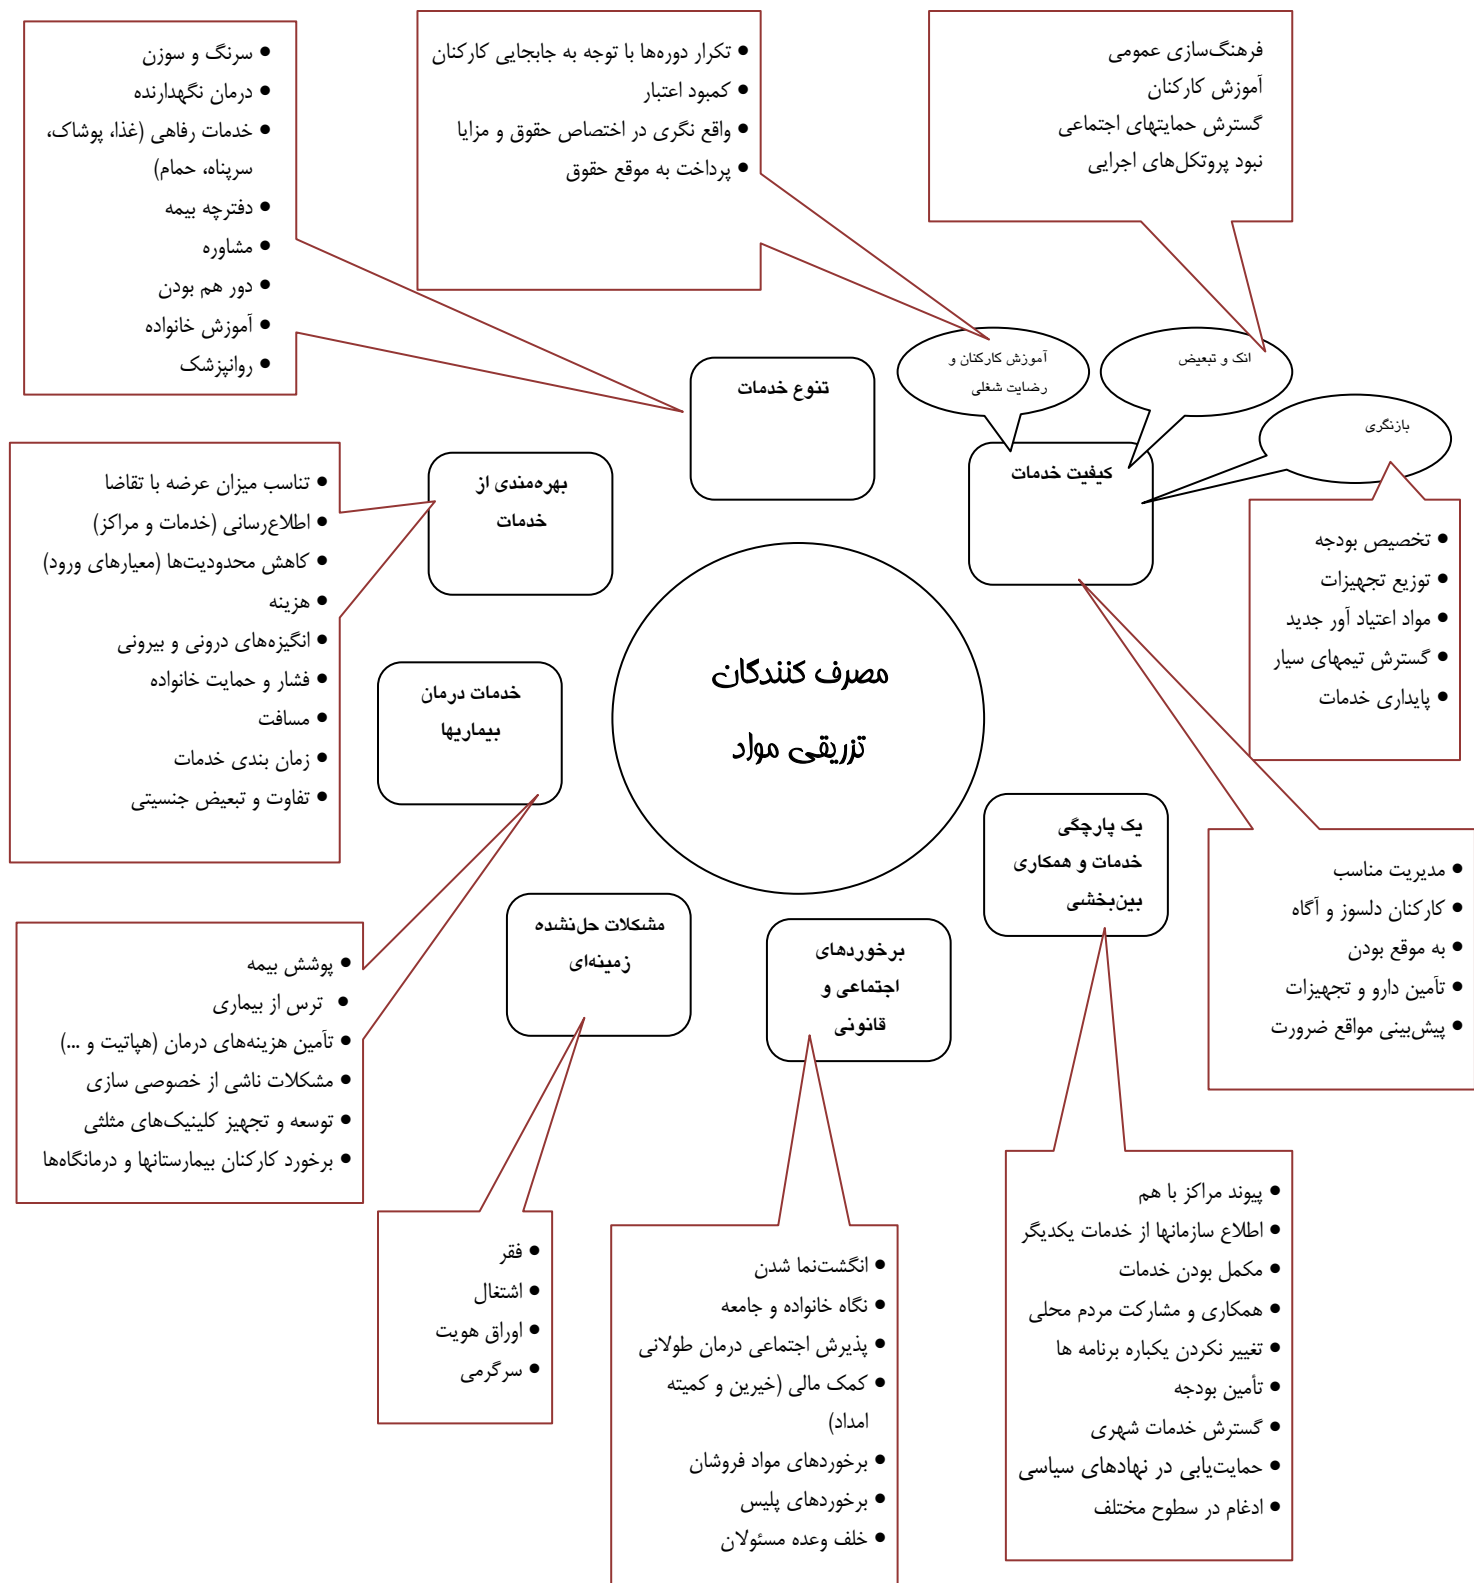 فرهنگ‌سازی عمومی
آموزش کارکنان
گسترش حمایتهای اجتماعی
نبود پروتکل‌های اجرایی
• تکرار دوره‌ها با توجه به جابجایی کارکنان
• کمبود اعتبار
• واقع نگری در اختصاص حقوق و مزایا
• پرداخت به موقع حقوق
• سرنگ و سوزن
• درمان نگهدارنده
• خدمات رفاهی (غذا، پوشاک،
سرپناه، حمام)
• دفترچه بیمه
• مشاوره
• دور هم بودن
• آموزش خانواده
• روانپزشک
انک و تبعیض
آموزش کارکنان و
رضایت شغلی
بازنگری
تنوع خدمات
کیفیت خدمات
بهره‌مندی از
خدمات
• تخصیص بودجه
• توزیع تجهیزات
• مواد اعتیاد آور جدید
• گسترش تیمهای سیار
• پایداری خدمات
• تناسب میزان عرضه با تقاضا
• اطلاع‌رسانی (خدمات و مراکز)
• کاهش محدودیت‌ها (معیارهای ورود)
• هزینه
• انگیزه‌های درونی و بیرونی
• فشار و حمایت خانواده
• مسافت
• زمان بندی خدمات
• تفاوت و تبعیض جنسیتی
مصرف کنندگان
تزریقی مواد
خدمات درمان
بیماریها
یک پارچگی
خدمات و همکاری
بین‌بخشی
• مدیریت مناسب
• کارکنان دلسوز و آگاه
• به موقع بودن
• تآمین دارو و تجهیزات
• پیش‌بینی مواقع ضرورت
مشکلات حل‌نشده
زمینه‌ای
برخوردهای
اجتماعی و
قانونی
• پوشش بیمه
• ترس از بیماری
• تآمین هزینه‌های درمان (هپاتیت و ...)
• مشکلات ناشی از خصوصی سازی
• توسعه و تجهیز کلینیک‌های مثلثی
• برخورد کارکنان بیمارستانها و درمانگاه‌ها
• پیوند مراکز با هم
• اطلاع سازمانها از خدمات یکدیگر
• مکمل بودن خدمات
• همکاری و مشارکت مردم محلی
• تغییر نکردن یکباره برنامه ها
• تأمین بودجه
• گسترش خدمات شهری
• حمایت‌یابی در نهادهای سیاسی
• ادغام در سطوح مختلف
• انگشت‌نما شدن
• نگاه خانواده و جامعه
• پذیرش اجتماعی درمان طولانی
• کمک مالی (خیرین و کمیته
امداد)
• برخوردهای مواد فروشان
• برخوردهای پلیس
• خلف وعده مسئولان
• فقر
• اشتغال
• اوراق هویت
• سرگرمی